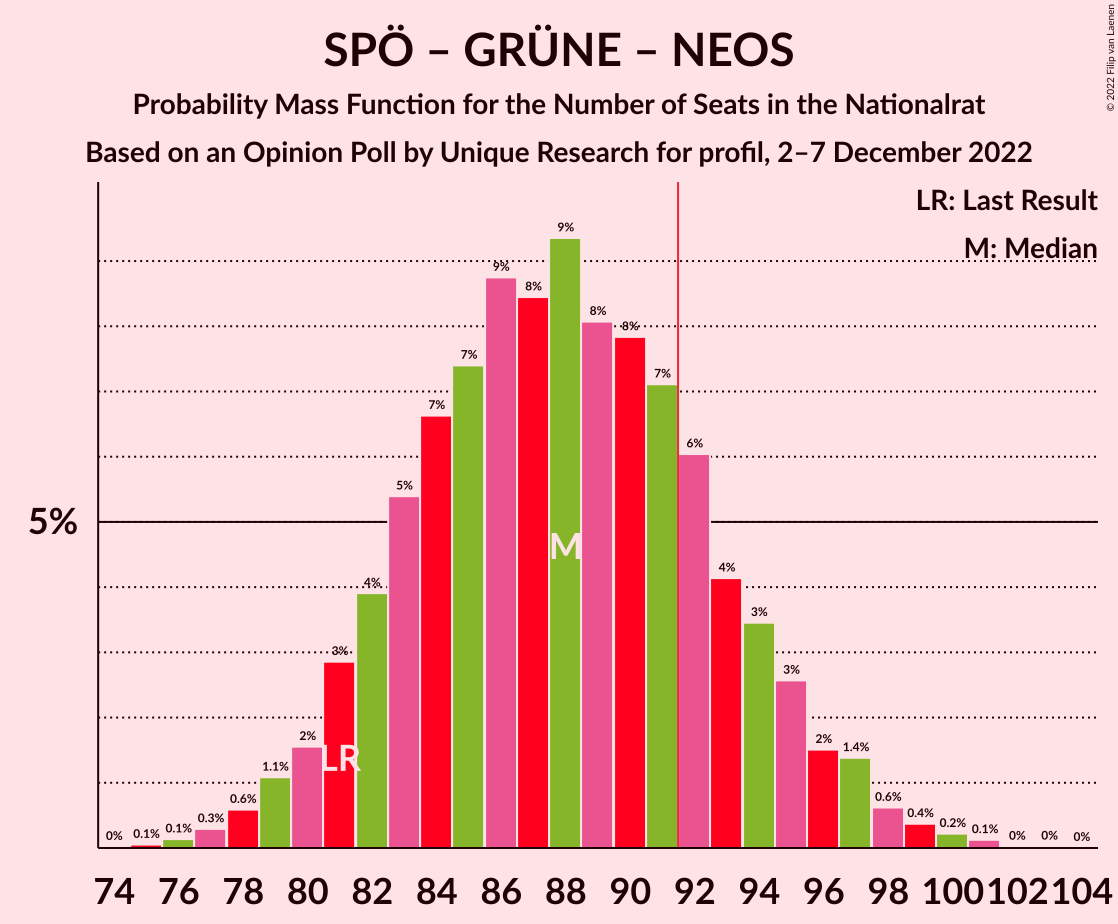 SPÖ – GRÜNE – NEOS
Probability Mass Function for the Number of Seats in the Nationalrat
Based on an Opinion Poll by Unique Research for profil, 2–7 December 2022
© 2022 Filip van Laenen
LR: Last Result
M: Median
5%
0% 0.1% 0.1% 0.3% 0.6% 1.1% 2% 3% 4% 5% 7% 7% 9% 8% 9% 8% 8% 7% 6% 4% 3% 3% 2% 1.4% 0.6% 0.4% 0.2% 0.1% 0% 0% 0%
M
LR
74 76 78 80 82 84 86 88 90 92 94 96 98 100 102 104